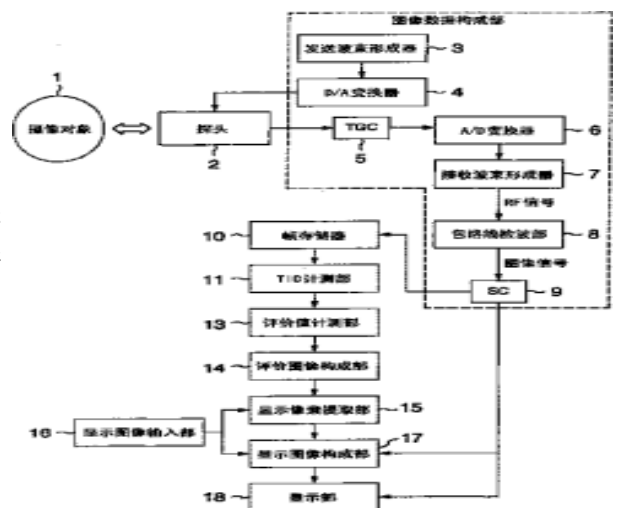 图像数据构成部
发送波束形成器
3
1
D/A变换器
4
摄像对象
探头
2
TGC
5
A/D变换器
6
接收波束形成器
7
RF信号
10
帧存储器
包络线检波部
8
图像信号
11
TIC计测部
SC
9
13
评价值计测部
14
评价图像构成部
显示像素提取部
15
16
显示图像输入部
17
显示图像构成部
18
显示部